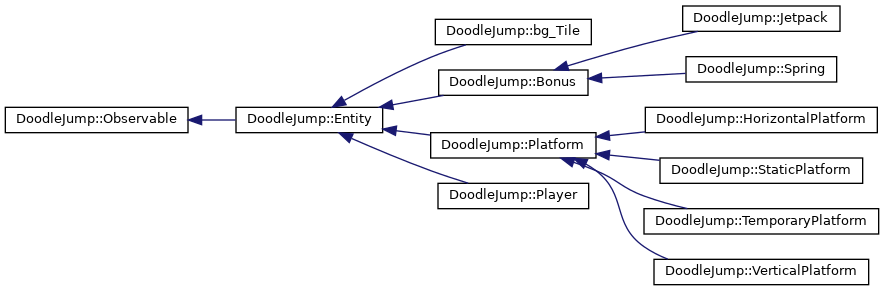 DoodleJump::Observable
DoodleJump::Entity
DoodleJump::bg_Tile
DoodleJump::Bonus
DoodleJump::Jetpack
DoodleJump::Spring
DoodleJump::Platform
DoodleJump::HorizontalPlatform
DoodleJump::StaticPlatform
DoodleJump::TemporaryPlatform
DoodleJump::VerticalPlatform
DoodleJump::Player